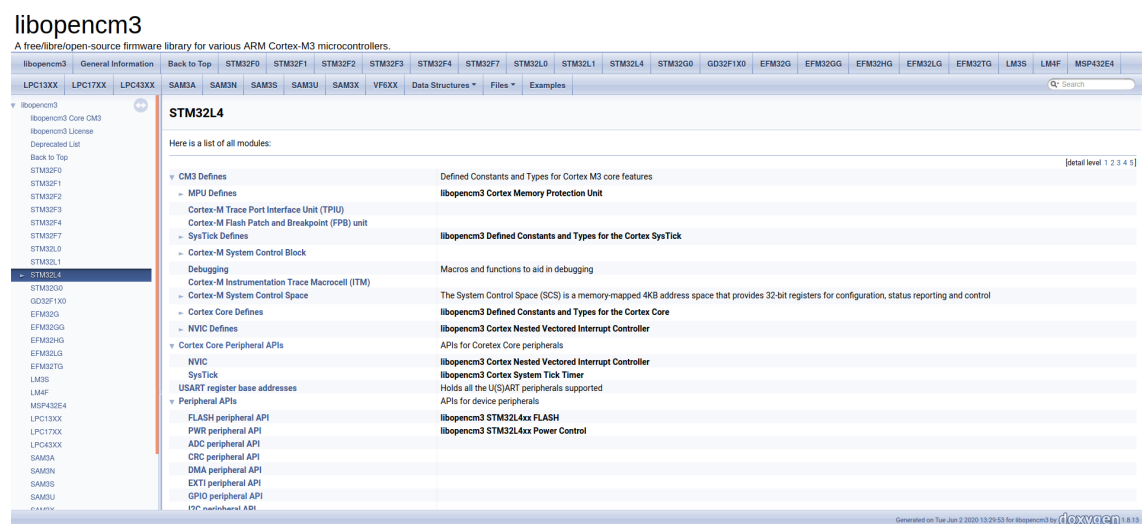 libopencm3
A free/libre/open-source firmware library for various ARM Cortex-M3 microcontrollers.
libopencm3 General Information Back to Top STM32F0 STM32F1 STM32F2 STM32F3 STM32F4 STM32F7 STM32L0 STM32L1 STM32L4 STM32G0 GD32F1X0 EFM32G EFM32GG EFM32HG EFM32LG EFM32TG LM3S LM4F MSP432E4
LPC13XX LPC17XX LPC43XX SAM3A SAM3N SAM3S SAM3U SAM3X VF6XX Data Structures Files Examples Search
libopencm3
libopencm3 Core CM3
libopencm3 License
Deprecated List
Back to Top
STM32F0
STM32F1
STM32F2
STM32F3
STM32F4
STM32F7
STM32L0
STM32L1
STM32L4
STM32G0
GD32F1X0
EFM32G
EFM32GG
EFM32HG
EFM32LG
EFM32TG
LM3S
LM4F
MSP432E4
LPC13XX
LPC17XX
LPC43XX
SAM3A
SAM3N
SAM3S
SAM3U
SAM3X
STM32L4
Here is a list of all modules:
[detail level 1 2 3 4 5]
CM3 Defines Defined Constants and Types for Cortex M3 core features
MPU Defines libopencm3 Cortex Memory Protection Unit
Cortex-M Trace Port Interface Unit (TPIU)
Cortex-M Flash Patch and Breakpoint (FPB) unit
SysTick Defines libopencm3 Defined Constants and Types for the Cortex SysTick
Cortex-M System Control Block
Debugging Macros and functions to aid in debugging
Cortex-M Instrumentation Trace Macrocell (ITM)
Cortex-M System Control Space The System Control Space (SCS) is a memory-mapped 4KB address space that provides 32-bit registers for configuration, status reporting and control
Cortex Core Defines libopencm3 Defined Constants and Types for the Cortex Core
NVIC Defines libopencm3 Cortex Nested Vectored Interrupt Controller
Cortex Core Peripheral APIs APIs for Coretex Core peripherals
NVIC libopencm3 Cortex Nested Vectored Interrupt Controller
SysTick libopencm3 Cortex System Tick Timer
USART register base addresses Holds all the U(S)ART peripherals supported
Peripheral APIs APIs for device peripherals
FLASH peripheral API libopencm3 STM32L4xx FLASH
PWR peripheral API libopencm3 STM32L4xx Power Control
ADC peripheral API
CRC peripheral API
DMA peripheral API
EXTI peripheral API
GPIO peripheral API
I2C peripheral API
Generated on Tue Jun 2 2020 13:29:53 for libopencm3 by doxygen 1.8.13